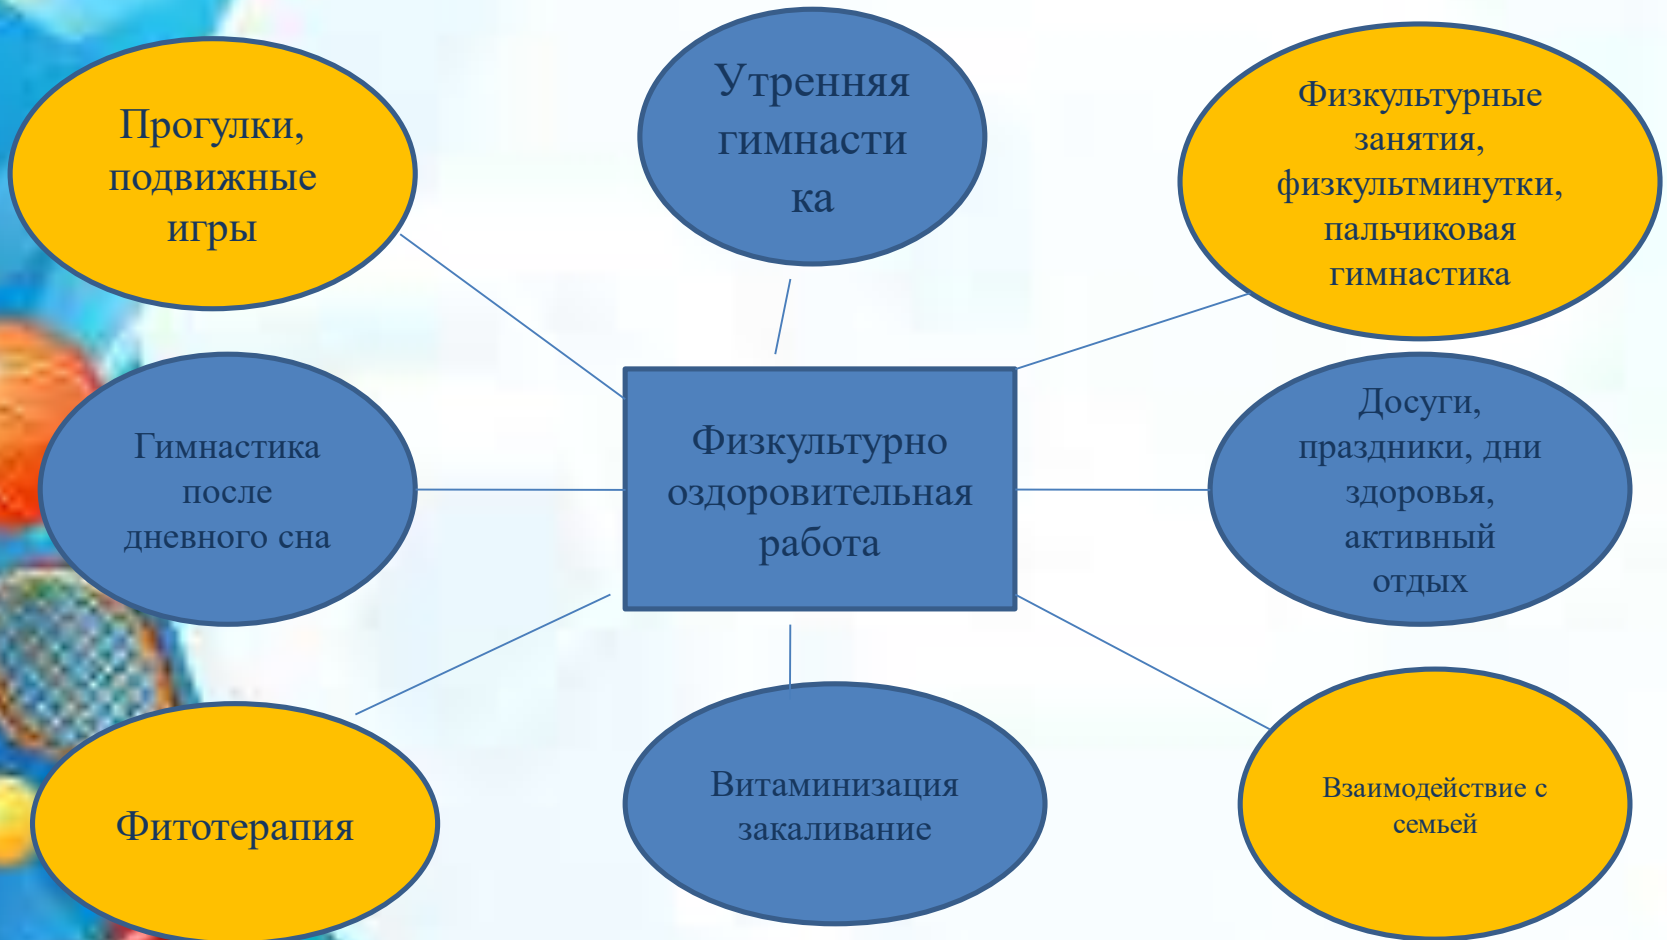 Прогулки,
подвижные
игры
Утренняя
гимнасти
ка
Физкультурные
занятия,
физкультминутки,
пальчиковая
гимнастика
Гимнастика
после
дневного сна
Физкультурно
оздоровительная
работа
Досуги,
праздники, дни
здоровья,
активный
отдых
Фитотерапия
Витаминизация
закаливание
Взаимодействие с
семьей